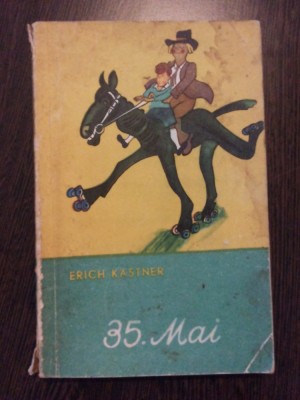 ERICH KÄSTNER
35. Mai